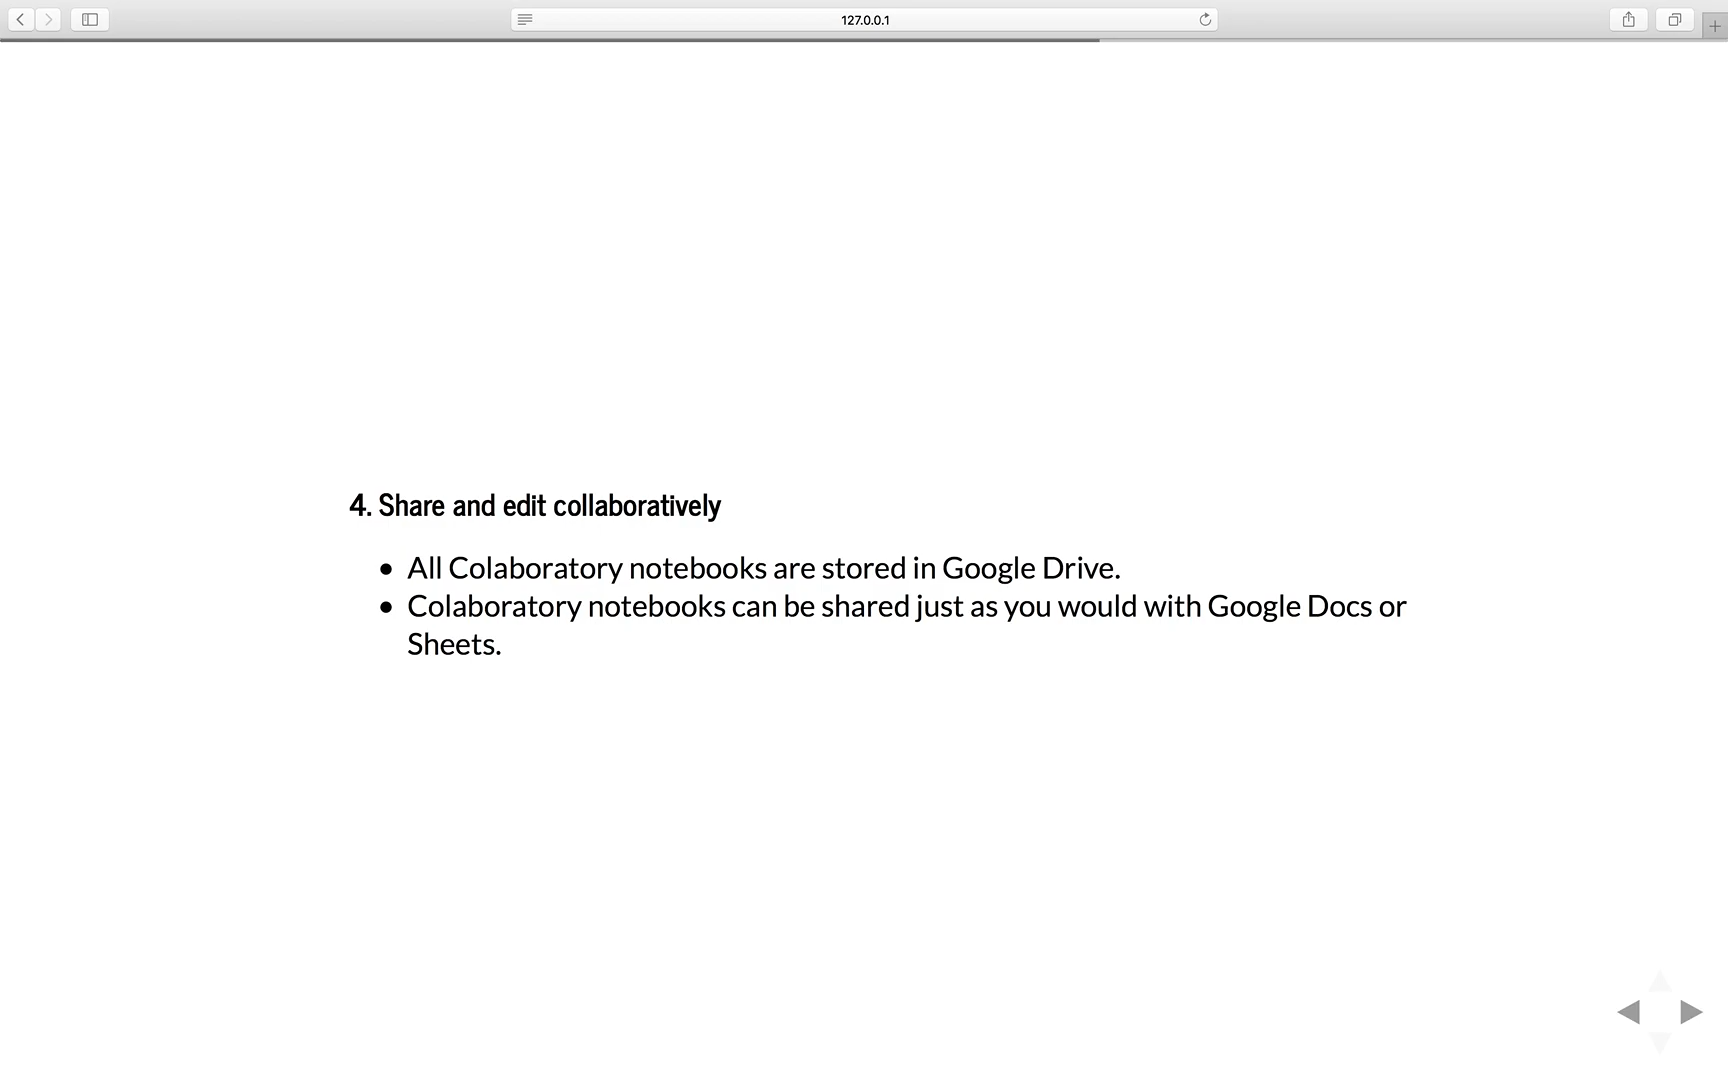 127.0.0.1
4. Share and edit collaboratively
• All Colaboratory notebooks are stored in Google Drive.
• Colaboratory notebooks can be shared just as you would with Google Docs or
Sheets.